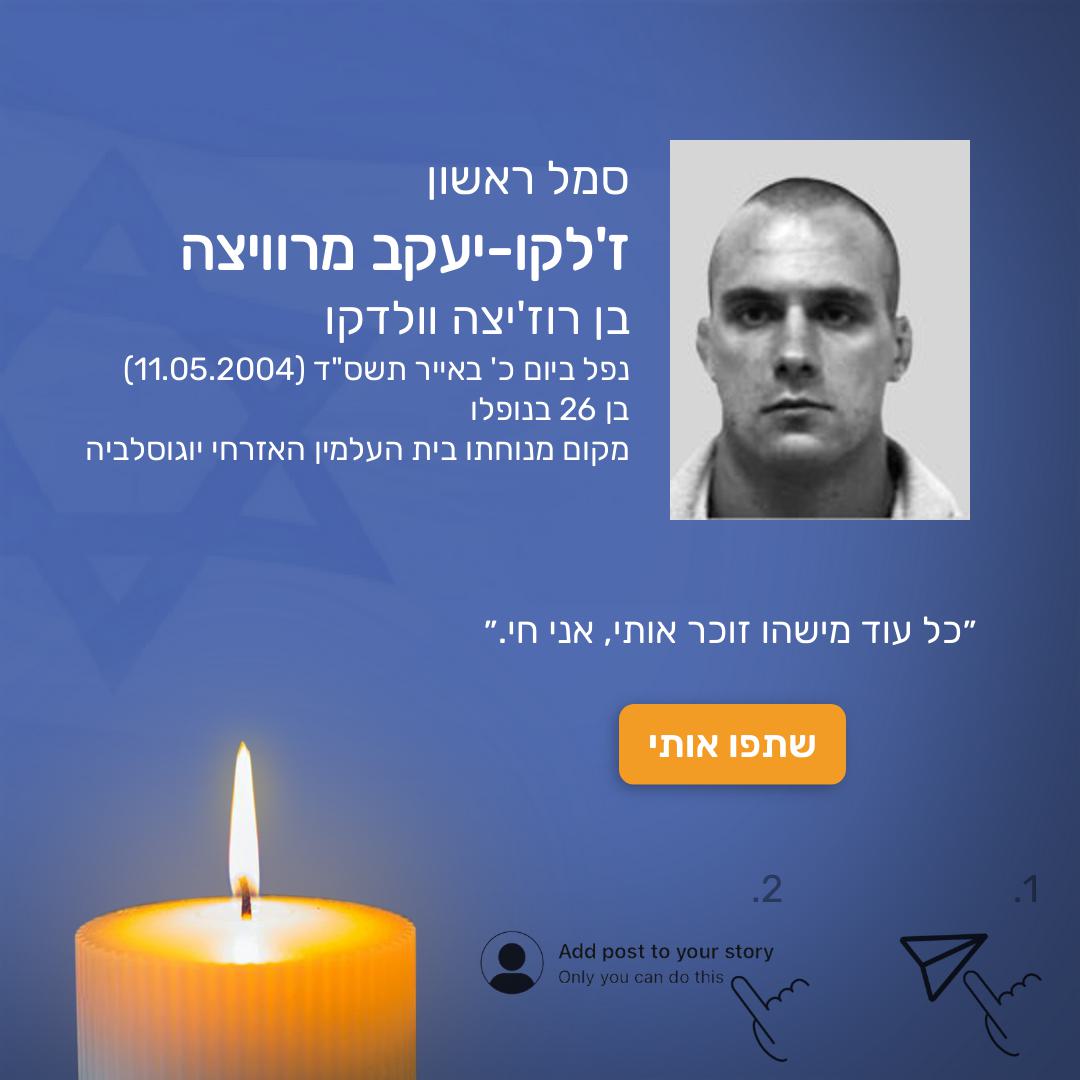 סמל ראשון
ז'לקו-יעקב מרוויצה
בן רוז'יצה וולדקו
נפל ביום כ' באייר תשס"ד (11.05.2004)
בן 26 בנופלו
מקום מנוחתו בית העלמין האזרחי יוגוסלביה
״כל עוד מישהו זוכר אותי, אני חי.״
שתפו אותי
.1
.2
Add post to your story
Only you can do this